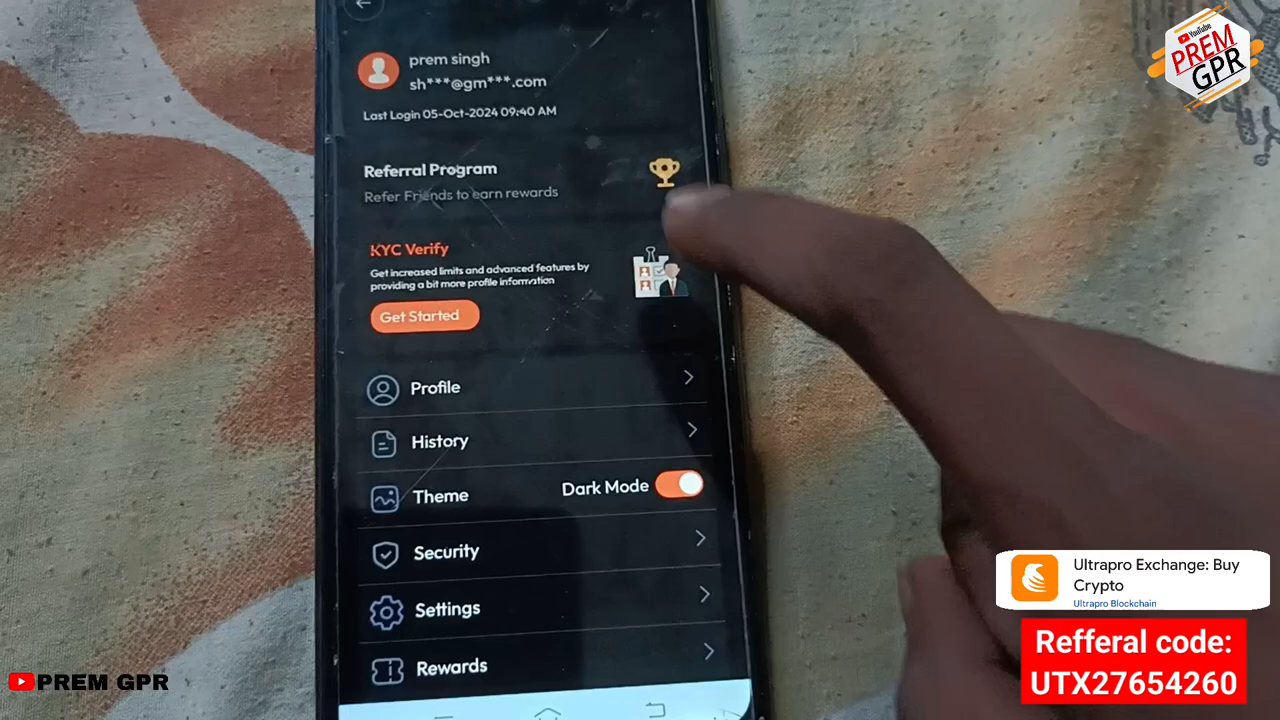 prem singh
sh***@gm***.com
Last Login 05-Oct-2024 09:40 AM
Referral Program
Refer Friends to earn rewards
KYC Verify
Get increased limits and advanced features by
providing a bit more profile information
Get Started
Profile
History
Theme
Dark Mode
Security
Settings
Rewards
YouTube
PREM
GPR
Ultrapro Exchange: Buy
Crypto
Ultrapro Blockchain
Refferal code:
UTX27654260
PREM GPR